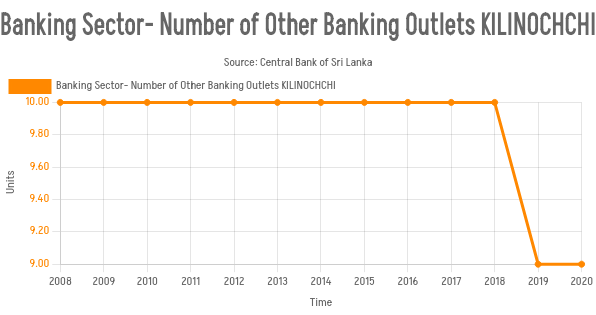 Banking Sector- Number of Other Banking Outlets KILINOCHCHI
Source: Central Bank of Sri Lanka
Banking Sector- Number of Other Banking Outlets KILINOCHCHI
10.00
9.80
9.60
9.40
9.20
9.00
Units
2008 2009 2010 2011 2012 2013 2014 2015 2016 2017 2018 2019 2020
Time